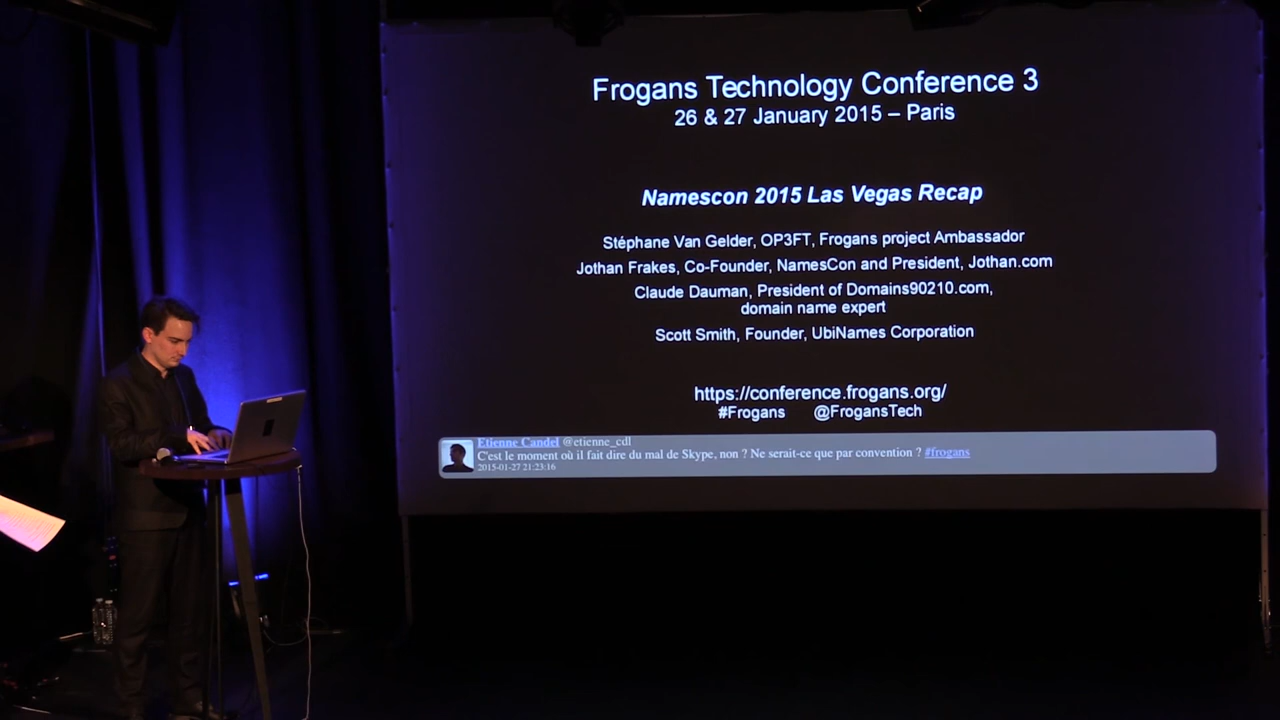 Frogans Technology Conference 3
26 & 27 January 2015 – Paris
Namescon 2015 Las Vegas Recap
Stéphane Van Gelder, OP3FT, Frogans project Ambassador
Jothan Frakes, Co-Founder, NamesCon and President, Jothan.com
Claude Dauman, President of Domains90210.com,
domain name expert
Scott Smith, Founder, UbiNames Corporation
https://conference.frogans.org/
#Frogans @FrogansTech
Etienne Candel @etienne_cdl
C'est le moment où il fait dire du mal de Skype, non ? Ne serait-ce que par convention ? #frogans
2015-01-27 21:23:16